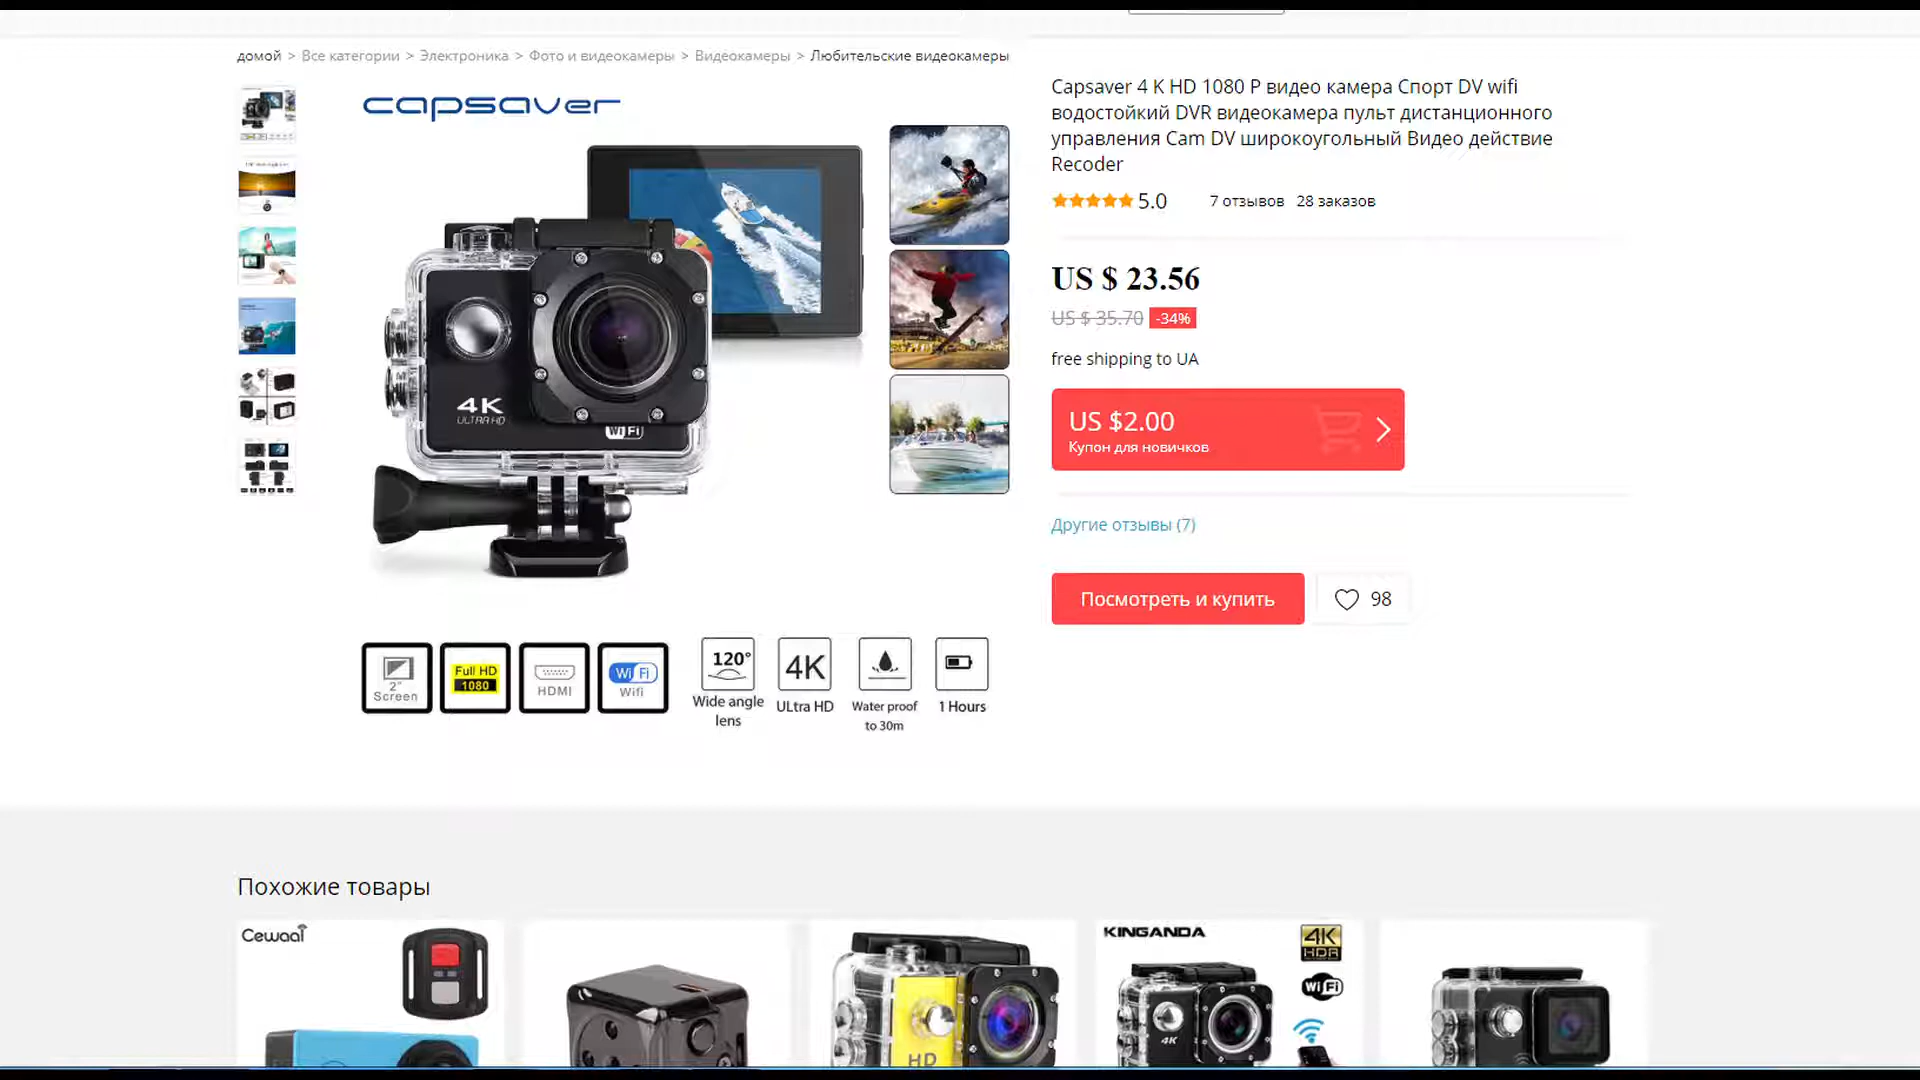 домой > Все категории > Электроника > Фото и видеокамеры > Видеокамеры > Любительские видеокамеры
capsaver
4K
ULTRA HD
WiFi
2"
Screen
Full HD
1080
HDMI
WiFi
Wifi
120°
Wide angle
lens
4K
ULtra HD
Water proof
to 30m
1 Hours
Capsaver 4 K HD 1080 P видео камера Спорт DV wifi
водостойкий DVR видеокамера пульт дистанционного
управления Cam DV широкоугольный Видео действие
Recoder
5.0 7 отзывов 28 заказов
US $ 23.56
US $ 35.70 -34%
free shipping to UA
US $2.00
Купон для новичков
Другие отзывы (7)
Посмотреть и купить 98
Похожие товары
Cewaal
HD
KINGANDA
4K
HDR
WiFi
4K